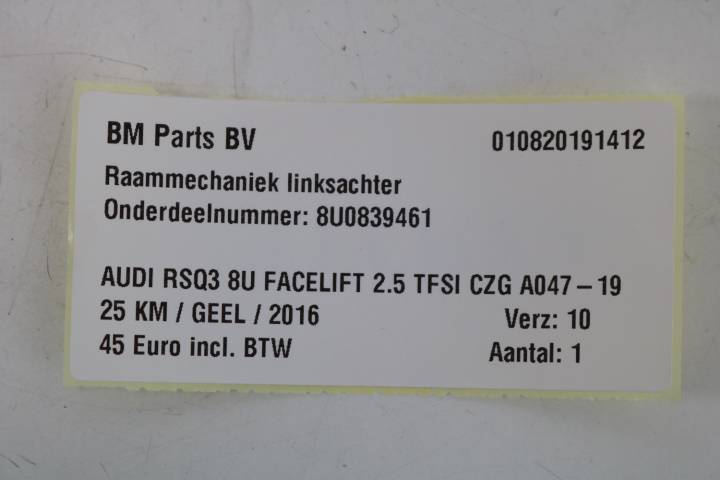 BM Parts BV 010820191412
Raammechaniek linksachter
Onderdeelnummer: 8U0839461
AUDI RSQ3 8U FACELIFT 2.5 TFSI CZG A047-19
25 KM / GEEL / 2016 Verz: 10
45 Euro incl. BTW Aantal: 1